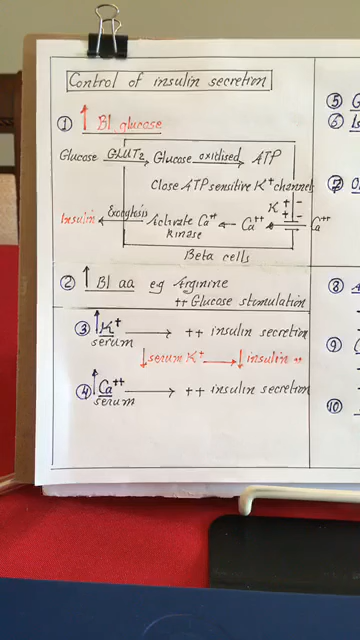 Control of insulin secretion
① ↑ Bl glucose
Glucose GLUT2 → Glucose oxidised → ATP
Close ATP sensitive K+ channel
K+
Insulin ← Exocytosis Activate Ca++ ← Ca++ ← Ca++
kinase
Beta cells
② ↑ Bl aa e.g Arginine
++ Glucose stimulation
③ ↑ K+ → ++ insulin secretion
serum
↓ serum K+ → ↓ insulin
④ ↑ Ca++ → ++ insulin secretion
serum
⑤
⑥
⑦
⑧
⑨
⑩